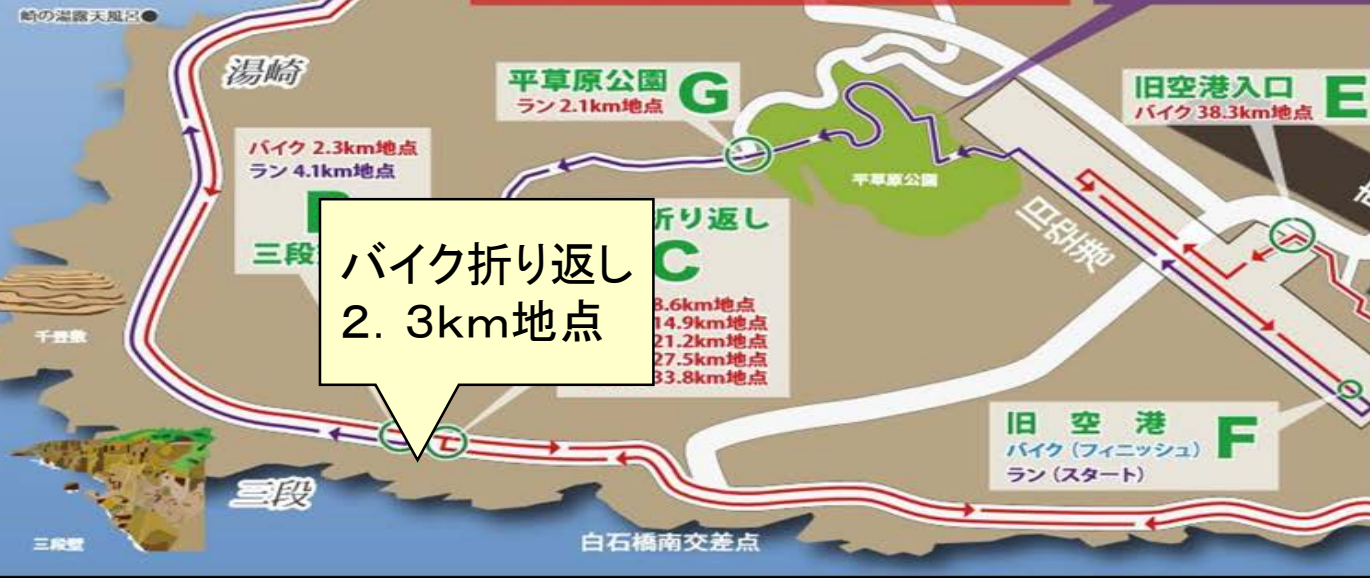 崎の湯露天風呂●
湯崎
平草原公園 G
ラン 2.1km地点
旧空港入口 E
バイク 38.3km地点
バイク 2.3km地点
ラン 4.1km地点
三段
平草原公園
旧空港
折り返し
C
8.6km地点
14.9km地点
21.2km地点
27.5km地点
33.8km地点
バイク折り返し
2．3km地点
千畳敷
旧 空 港 F
バイク（フィニッシュ）
ラン（スタート）
三段
三段壁
白石橋南交差点